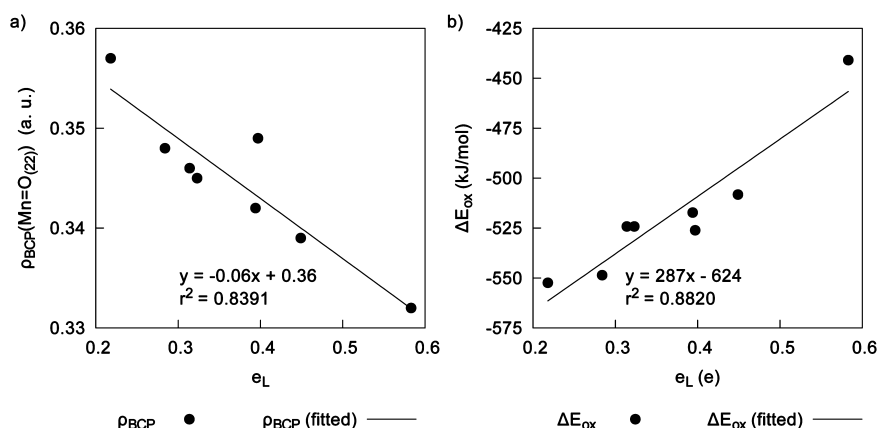 a)
0.36
0.35
0.34
0.33
ρBCP(Mn=O(22)) (a. u.)
y = -0.06x + 0.36
r² = 0.8391
0.2 0.3 0.4 0.5 0.6
eL
ρBCP ρBCP (fitted)
b)
-425
-450
-475
-500
-525
-550
-575
ΔEox (kJ/mol)
y = 287x - 624
r² = 0.8820
0.2 0.3 0.4 0.5 0.6
eL (e)
ΔEox ΔEox (fitted)